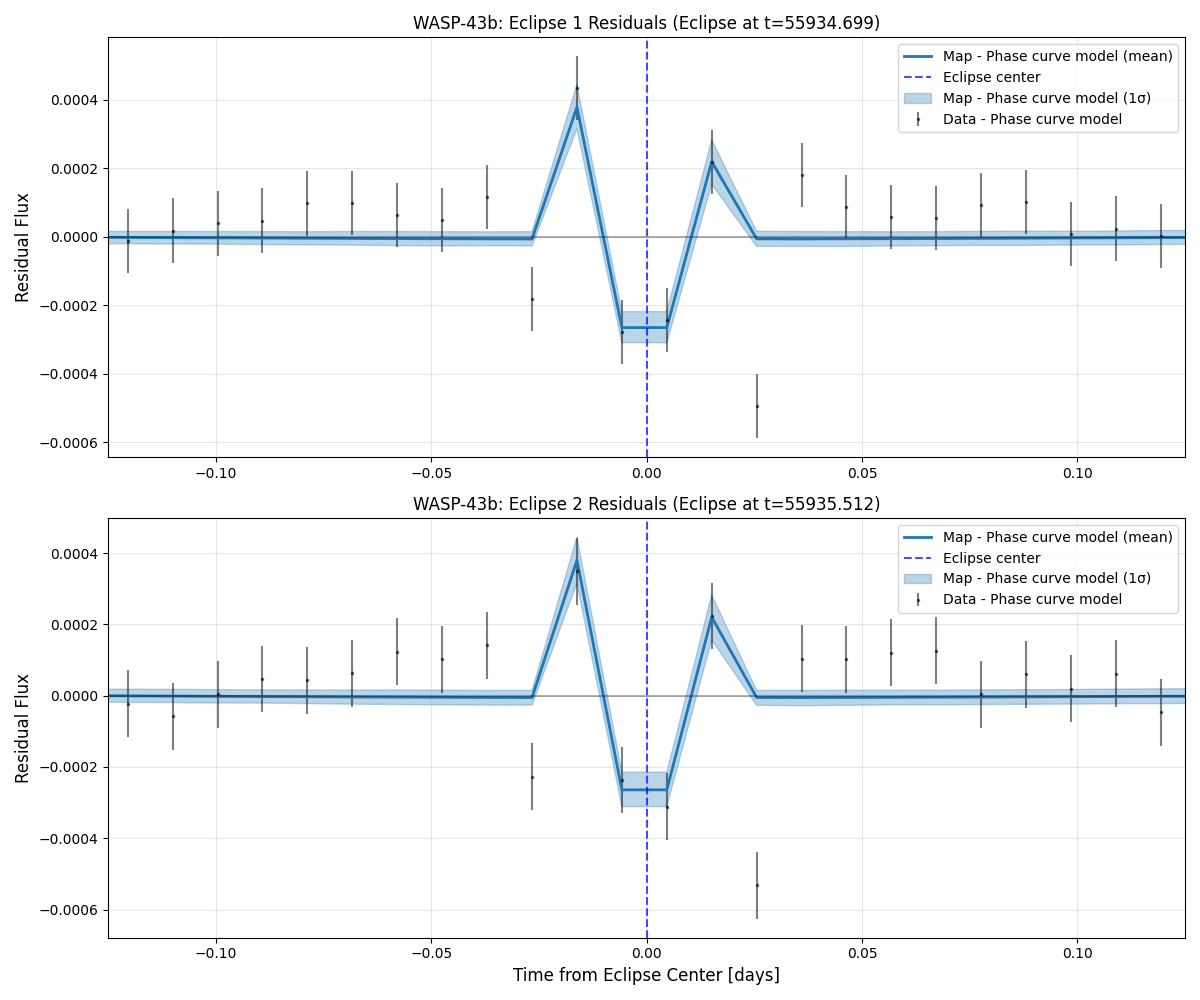 WASP-43b: Eclipse 1 Residuals (Eclipse at t=55934.699)
Map - Phase curve model (mean)
Eclipse center
Map - Phase curve model (1σ)
Data - Phase curve model
Residual Flux
0.0004
0.0002
0.0000
−0.0002
−0.0004
−0.0006
−0.10
−0.05
0.00
0.05
0.10
WASP-43b: Eclipse 2 Residuals (Eclipse at t=55935.512)
Map - Phase curve model (mean)
Eclipse center
Map - Phase curve model (1σ)
Data - Phase curve model
Residual Flux
0.0004
0.0002
0.0000
−0.0002
−0.0004
−0.0006
−0.10
−0.05
0.00
0.05
0.10
Time from Eclipse Center [days]